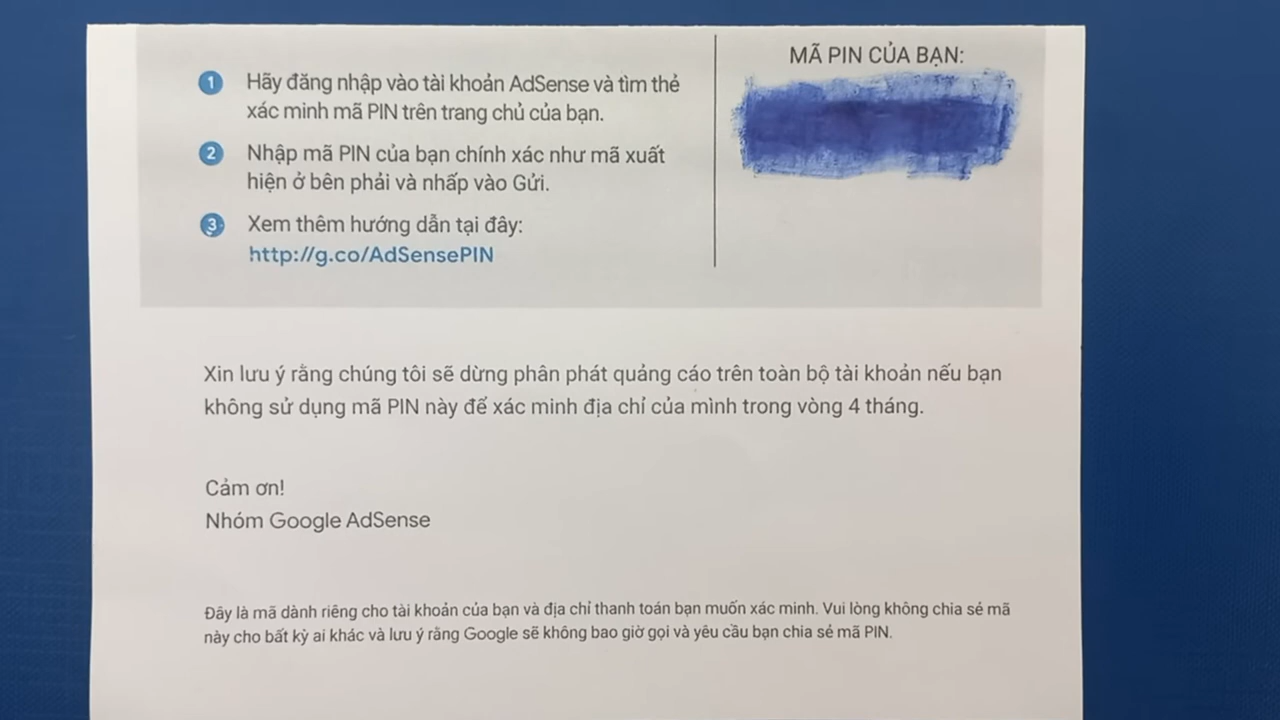 1 Hãy đăng nhập vào tài khoản AdSense và tìm thẻ
xác minh mã PIN trên trang chủ của bạn.
2 Nhập mã PIN của bạn chính xác như mã xuất
hiện ở bên phải và nhấp vào Gửi.
3 Xem thêm hướng dẫn tại đây:
http://g.co/AdSensePIN
MÃ PIN CỦA BẠN:
Xin lưu ý rằng chúng tôi sẽ dừng phân phát quảng cáo trên toàn bộ tài khoản nếu bạn
không sử dụng mã PIN này để xác minh địa chỉ của mình trong vòng 4 tháng.
Cảm ơn!
Nhóm Google AdSense
Đây là mã dành riêng cho tài khoản của bạn và địa chỉ thanh toán bạn muốn xác minh. Vui lòng không chia sẻ mã
này cho bất kỳ ai khác và lưu ý rằng Google sẽ không bao giờ gọi và yêu cầu bạn chia sẻ mã PIN.